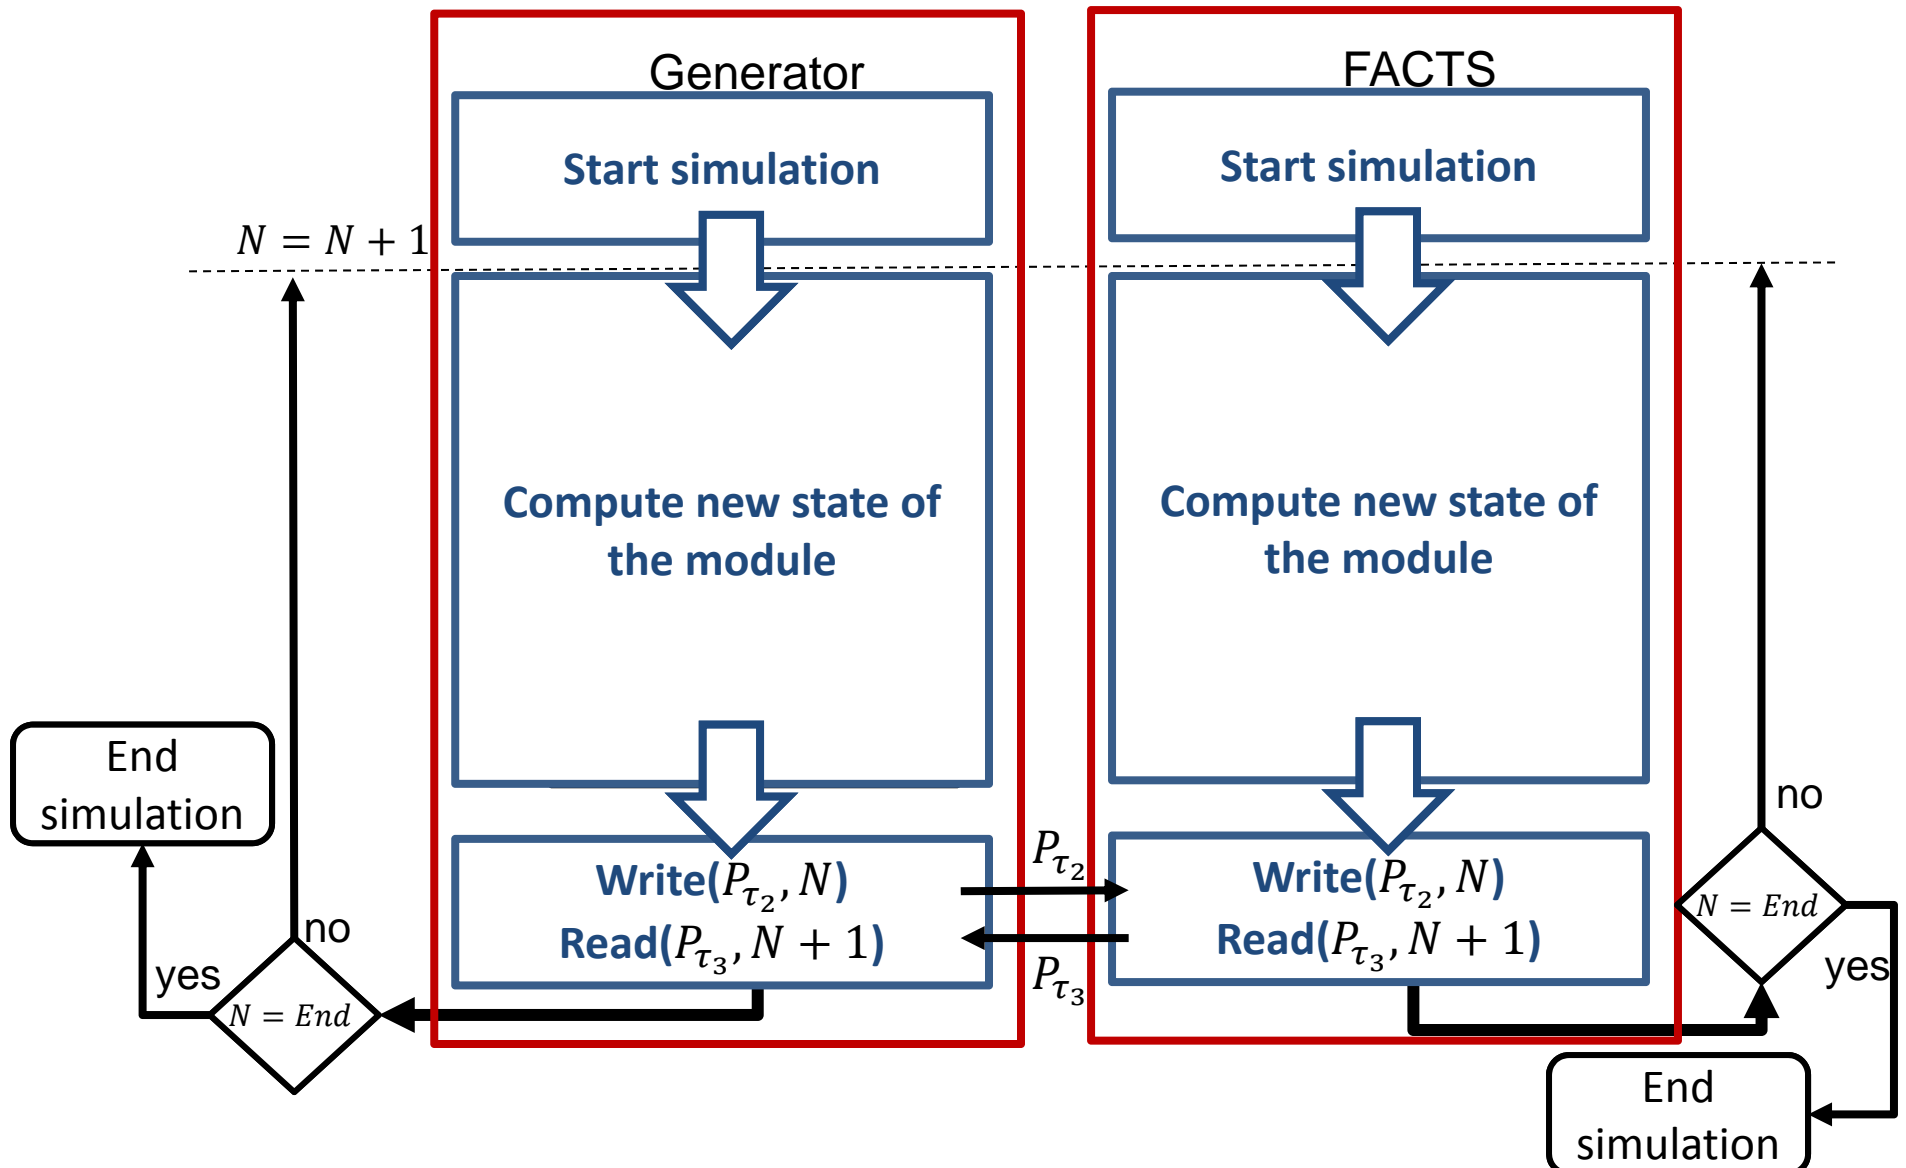 Generator
Start simulation
N = N + 1
Compute new state of
the module
Write(P_{τ_2}, N)
Read(P_{τ_3}, N + 1)
N = End
no
yes
End
simulation
P_{τ_2}
P_{τ_3}
FACTS
Start simulation
Compute new state of
the module
Write(P_{τ_2}, N)
Read(P_{τ_3}, N + 1)
no
N = End
yes
End
simulation